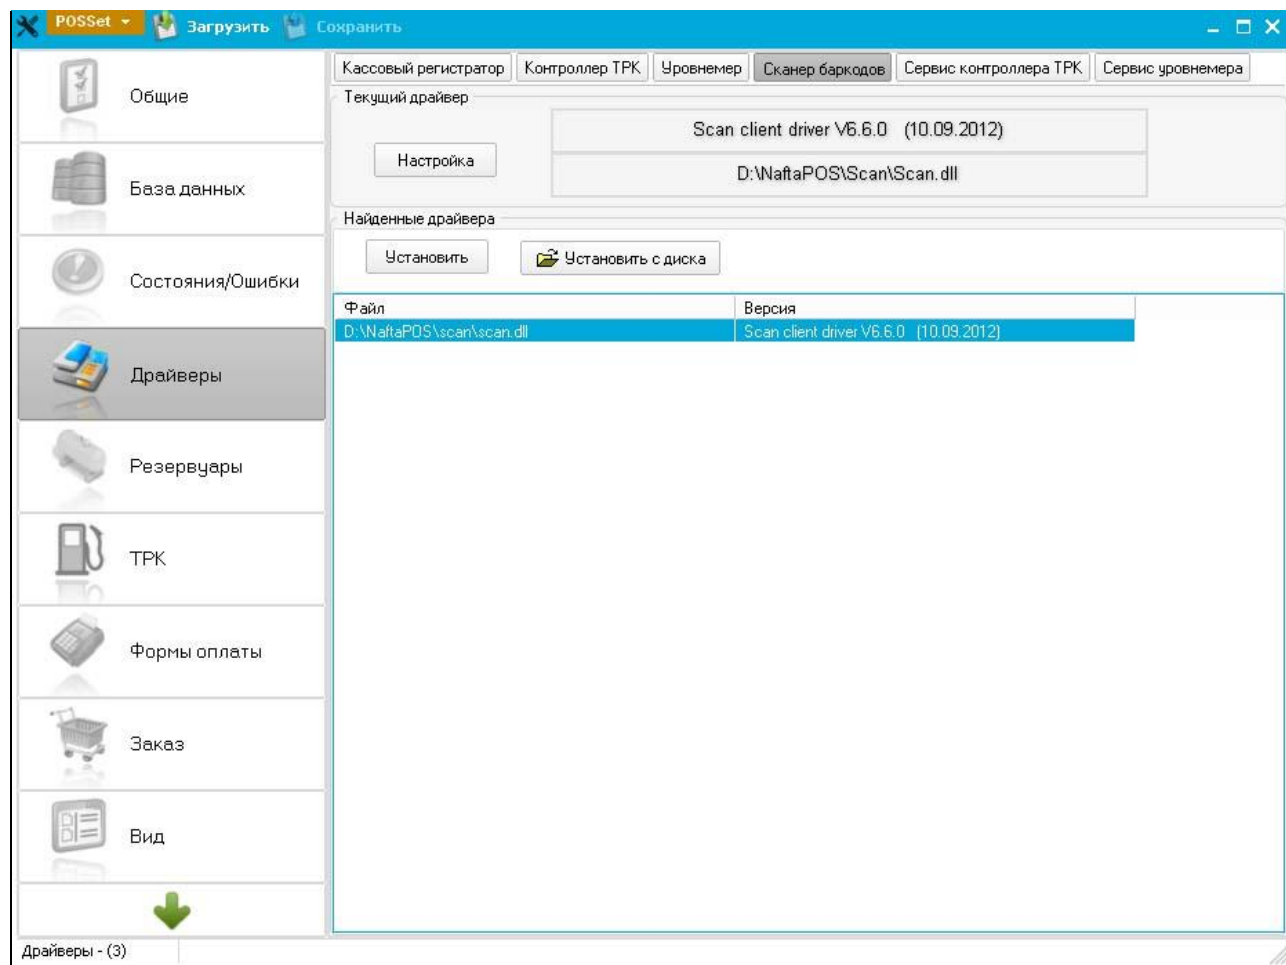 POSSet Загрузить Сохранить
Общие
База данных
Состояния/Ошибки
Драйверы
Резервуары
ТРК
Формы оплаты
Заказ
Вид
Кассовый регистратор Контроллер ТРК Уровнемер Сканер баркодов Сервис контроллера ТРК Сервис уровнемера
Текущий драйвер
Настройка
Scan client driver V6.6.0 (10.09.2012)
D:\NaftaPOS\Scan\Scan.dll
Найденные драйвера
Установить Установить с диска
Файл Версия
D:\NaftaPOS\scan\scan.dll Scan client driver V6.6.0 (10.09.2012)
Драйверы - (3)